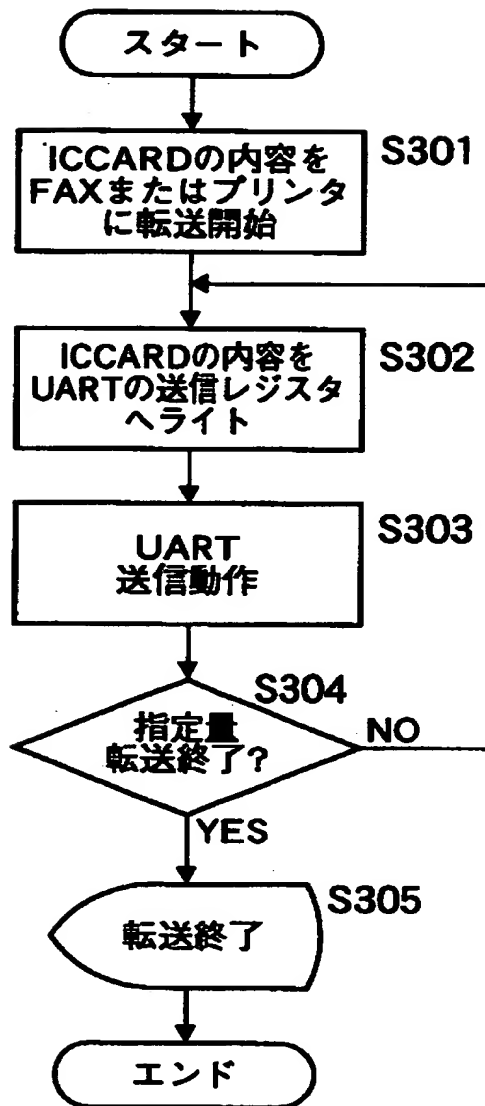 スタート
ICCARDの内容を
FAXまたはプリンタ
に転送開始
S301
ICCARDの内容を
UARTの送信レジスタ
へライト
S302
UART
送信動作
S303
指定量
転送終了?
S304
NO
YES
転送終了
S305
エンド